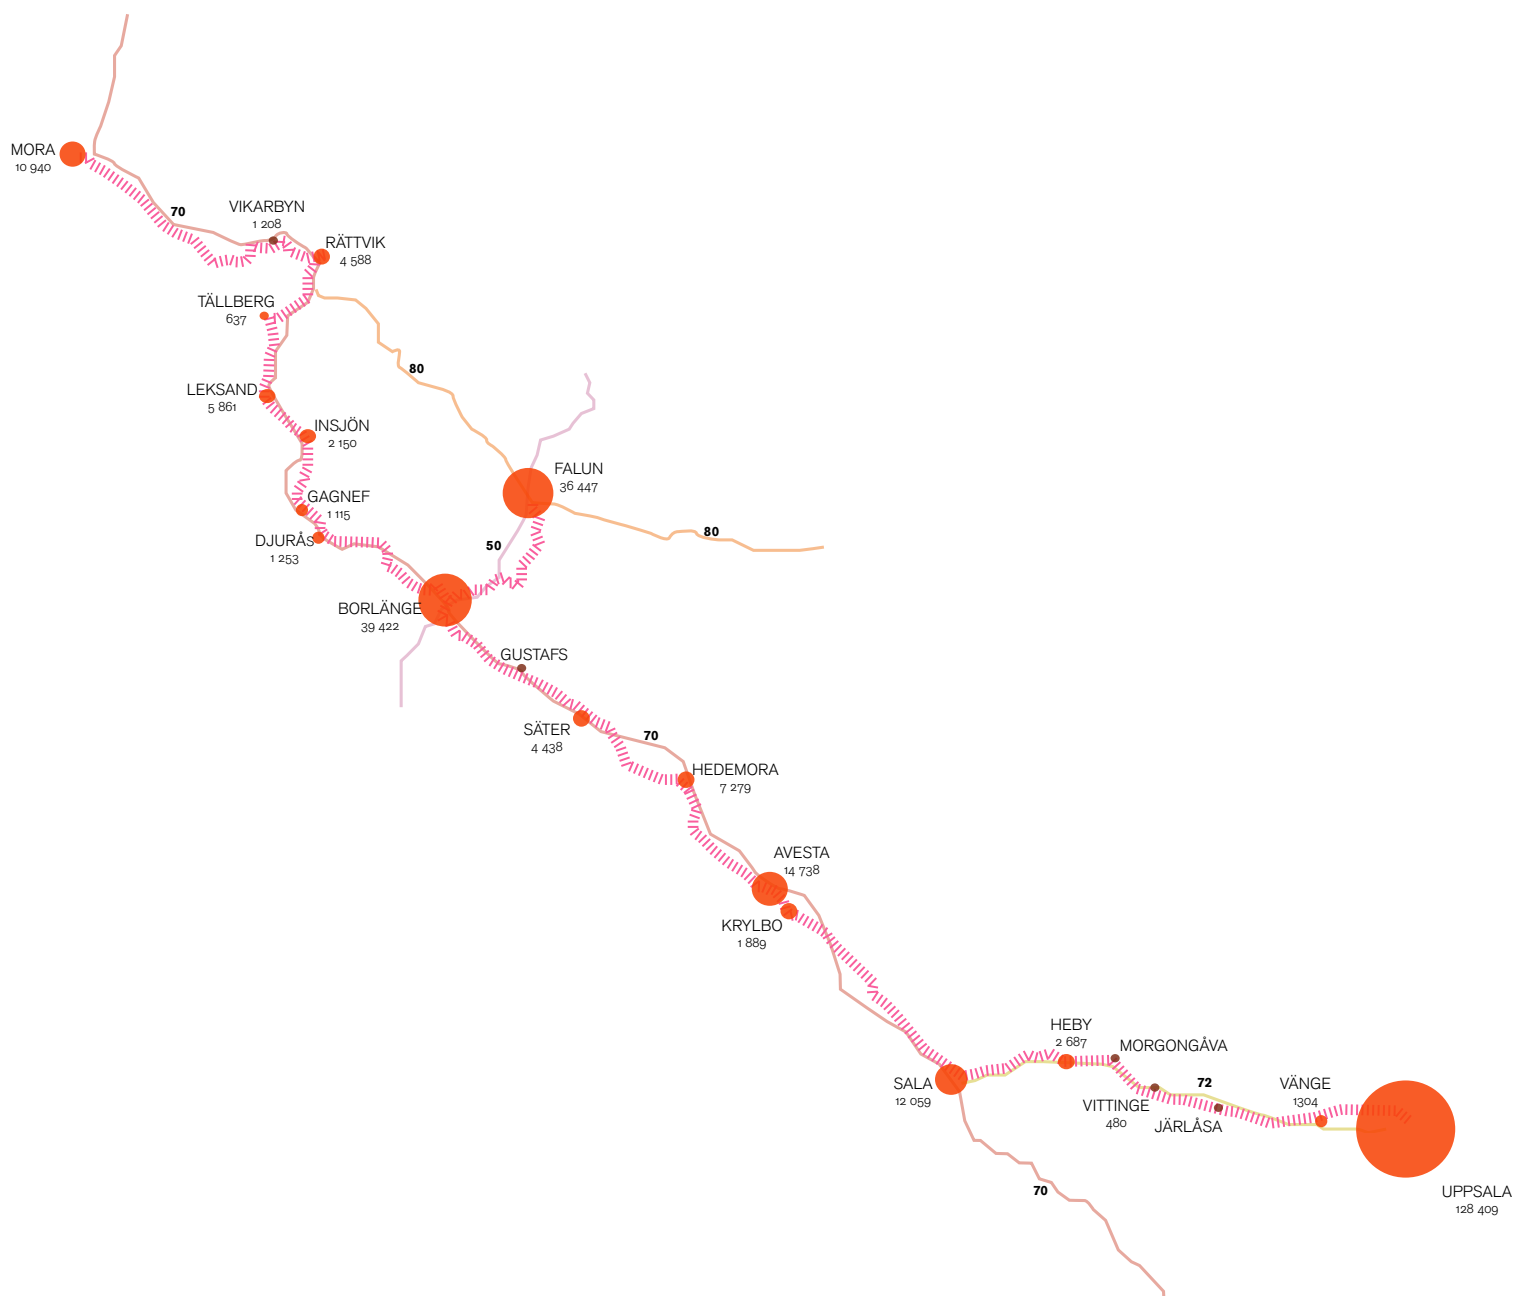 MORA
10 940
70
VIKARBYN
1 208
RÄTTVIK
4 588
TÄLLBERG
637
80
LEKSAND
5 861
INSJÖN
2 150
FALUN
36 447
GAGNEF
1 115
DJURÅS
1 253
50
80
BORLÄNGE
39 422
GUSTAFS
SÄTER
4 438
70
HEDEMORA
7 279
AVESTA
14 738
KRYLBO
1 889
HEBY
2 687
MORGONGÅVA
SALA
12 059
VITTINGE
480
72
JÄRLÅSA
VÄNGE
1304
70
UPPSALA
128 409